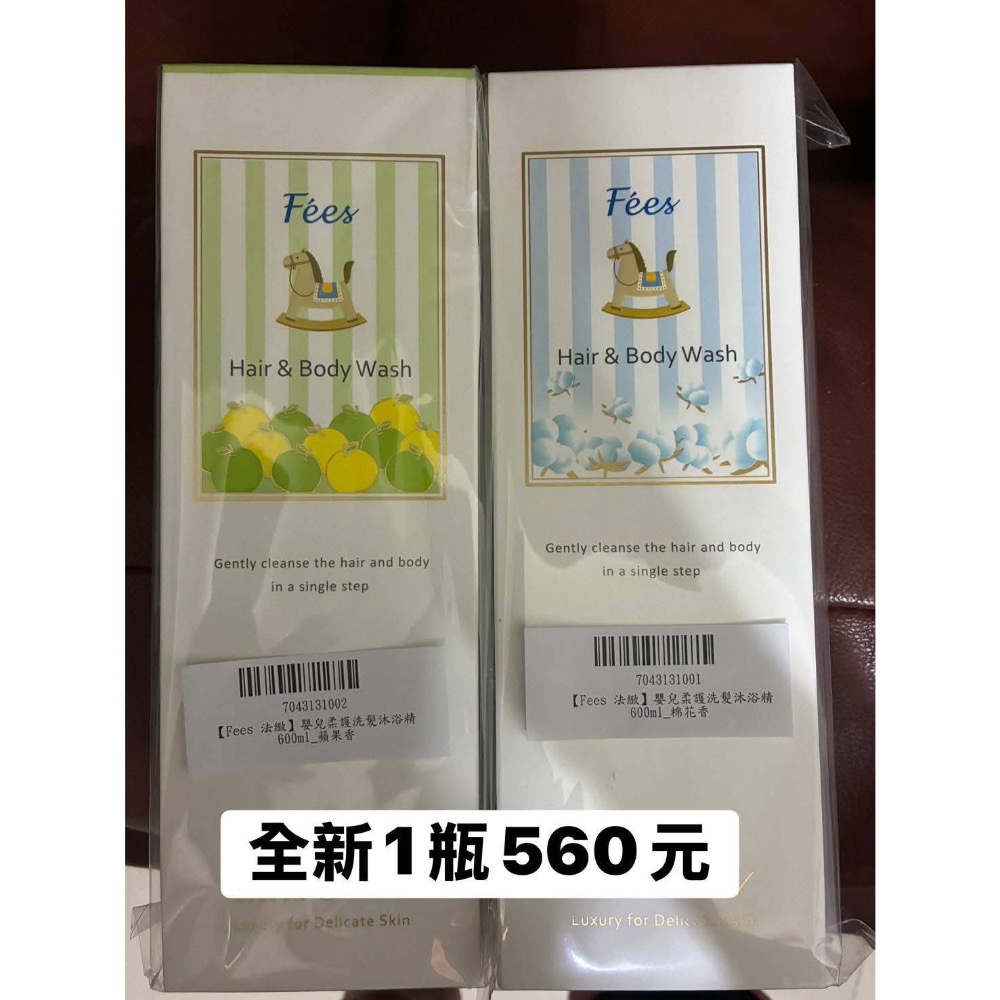 Fées
Hair & Body Wash
Gently cleanse the hair and body
in a single step
7043131002
【Fees 法緻】嬰兒柔護洗髮沐浴精
600ml_蘋果香
Luxury for Delicate Skin
Fées
Hair & Body Wash
Gently cleanse the hair and body
in a single step
7043131001
【Fees 法緻】嬰兒柔護洗髮沐浴精
600ml_棉花香
Luxury for Delicate Skin
全新1瓶560元